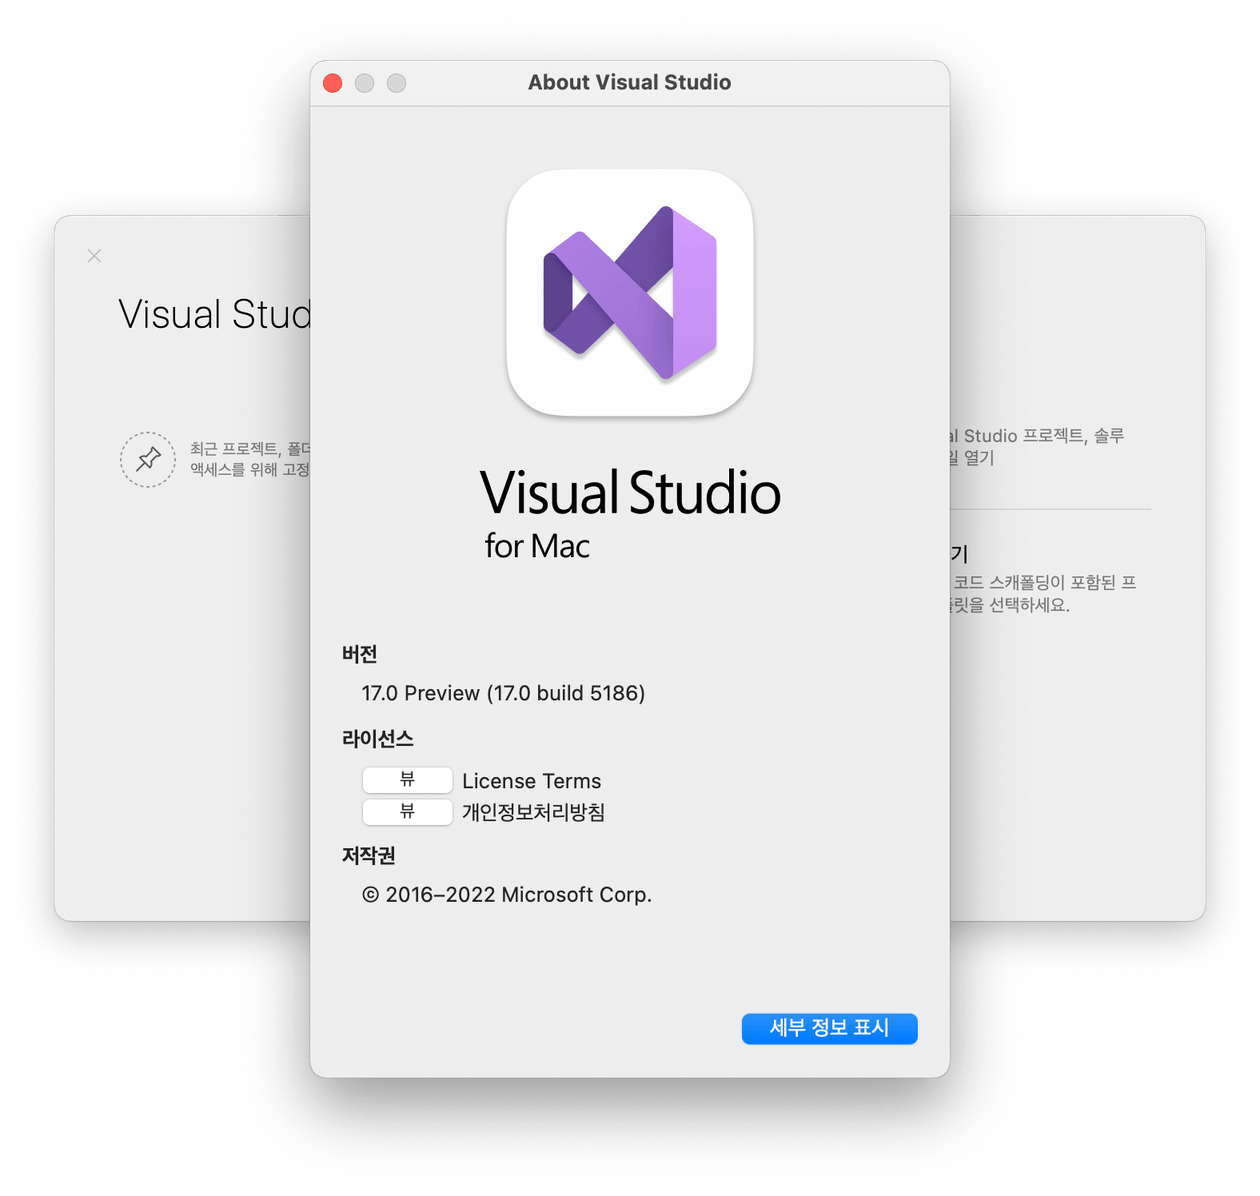 About Visual Studio
Visual Studio
for Mac
버전
17.0 Preview (17.0 build 5186)
라이선스
뷰 License Terms
뷰 개인정보처리방침
저작권
© 2016–2022 Microsoft Corp.
세부 정보 표시
Visual Stud
최근 프로젝트, 폴더
액세스를 위해 고정
Studio 프로젝트, 솔루
일 열기
기
코드 스캐폴딩이 포함된 프
선택하세요.